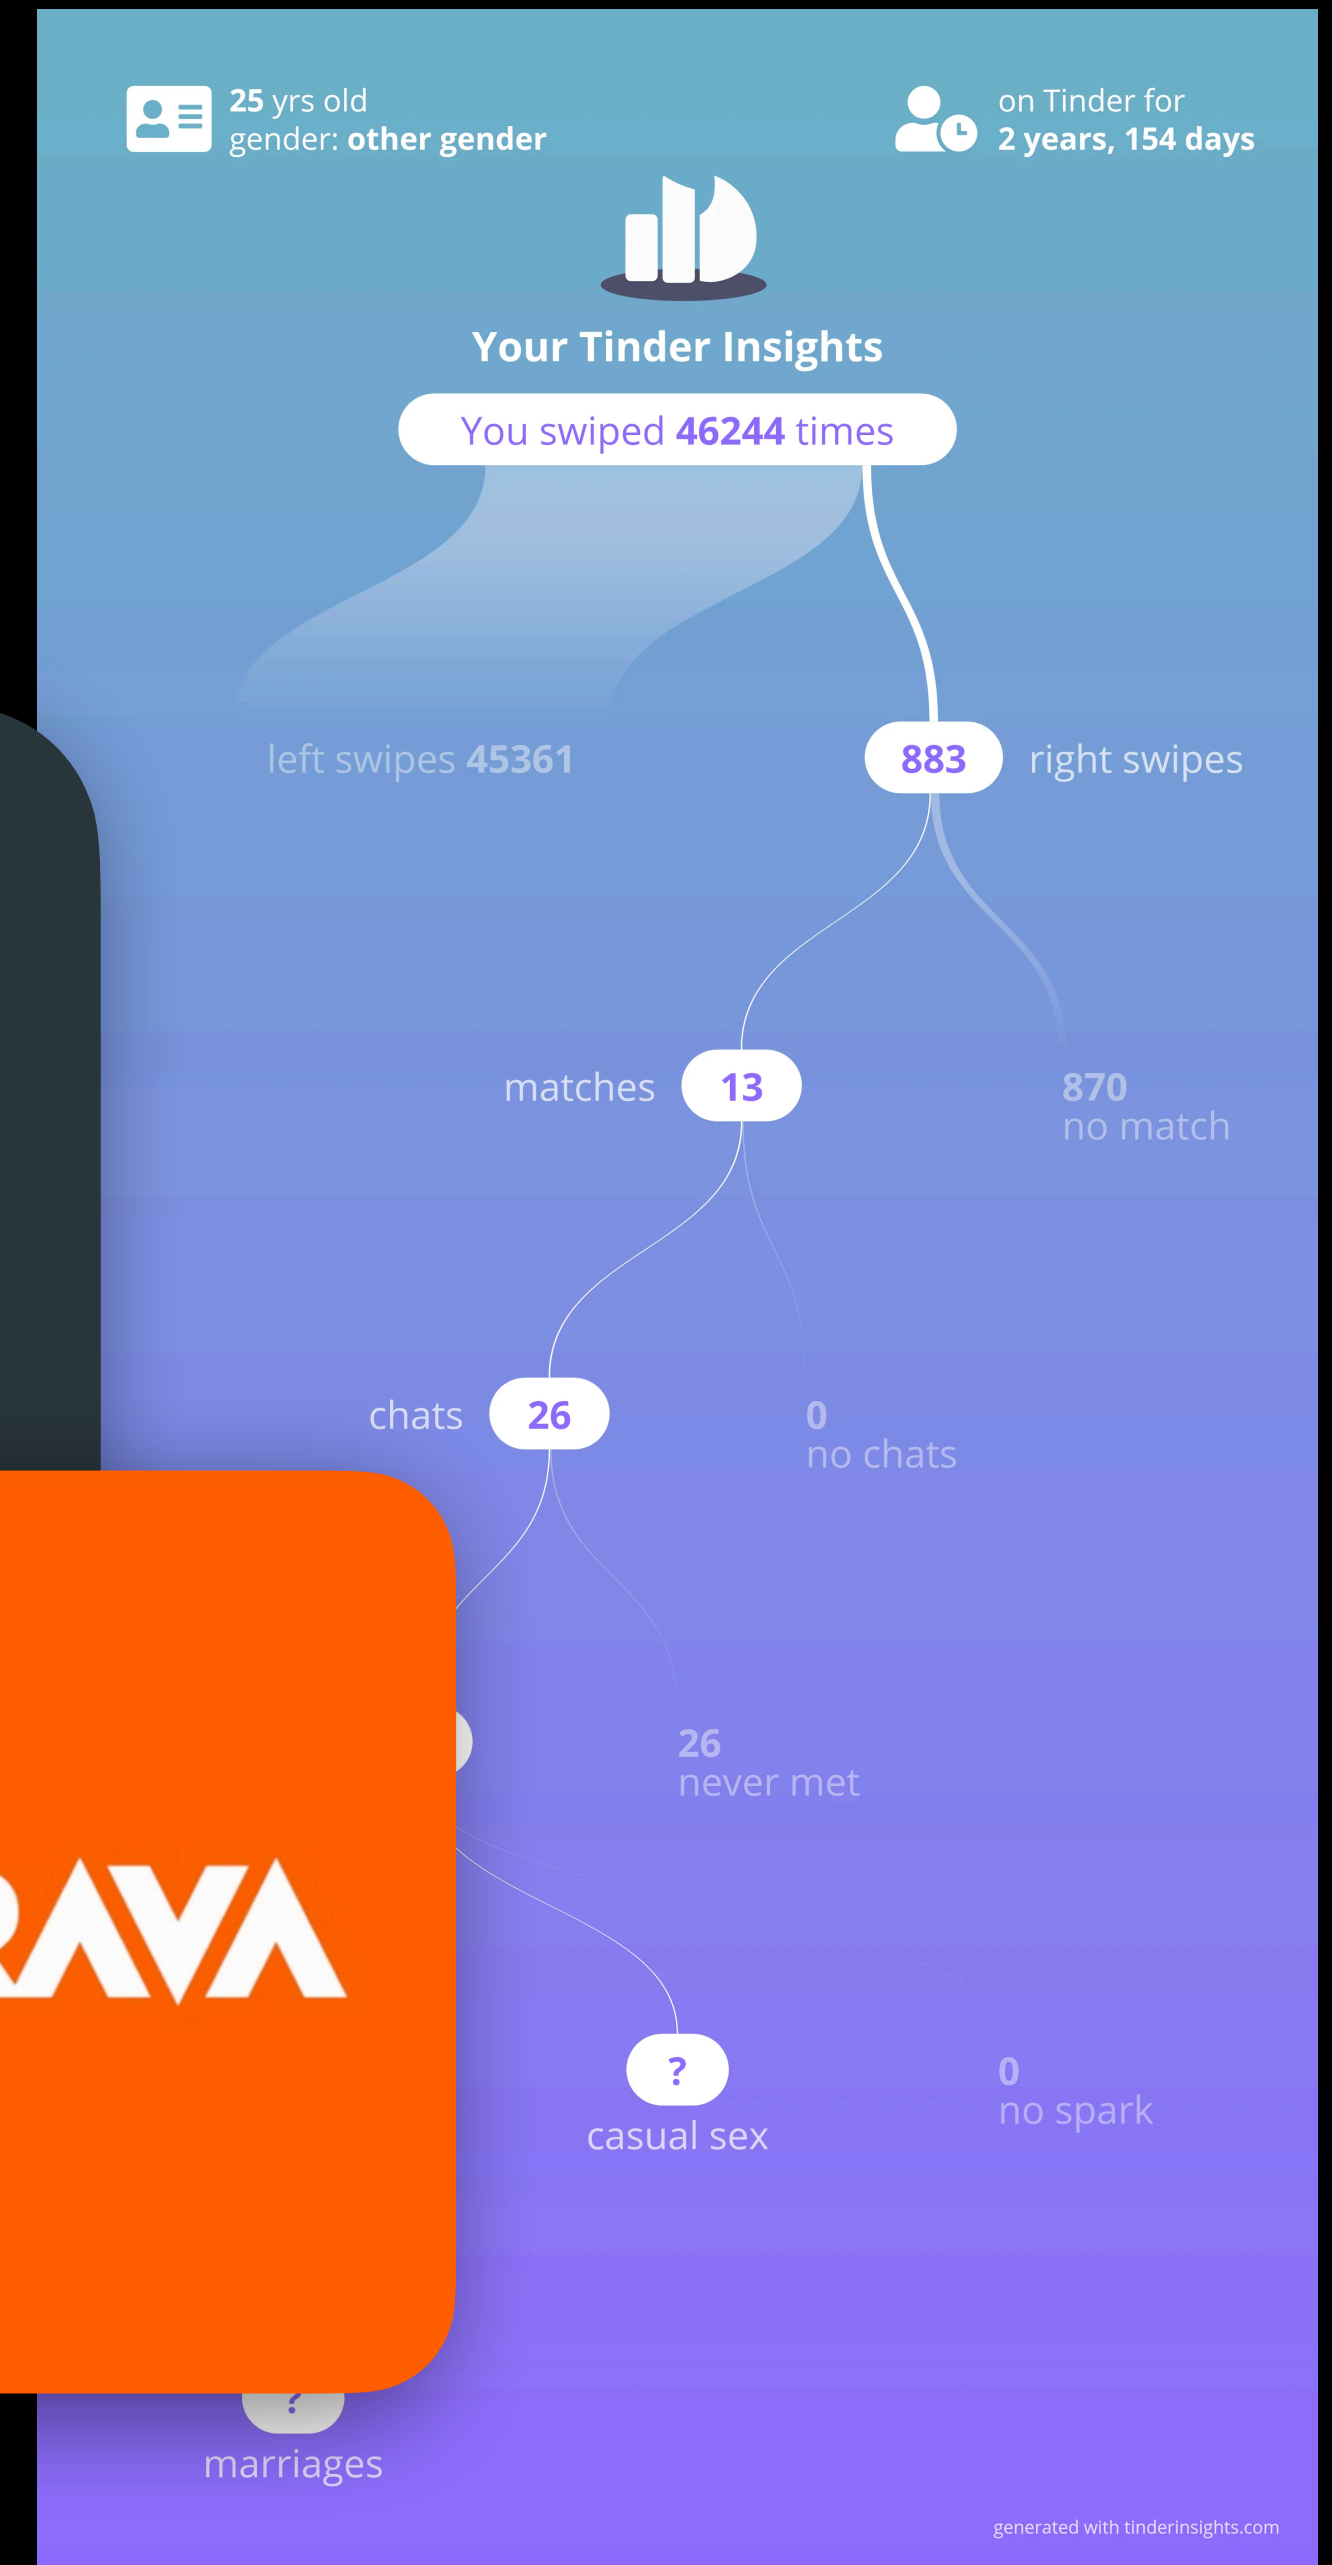 25 yrs old
gender: other gender
on Tinder for
2 years, 154 days
Your Tinder Insights
You swiped 46244 times
left swipes 45361
883 right swipes
matches 13
870
no match
chats 26
0
no chats
26
never met
RAVA
?
casual sex
0
no spark
?
marriages
generated with tinderinsights.com